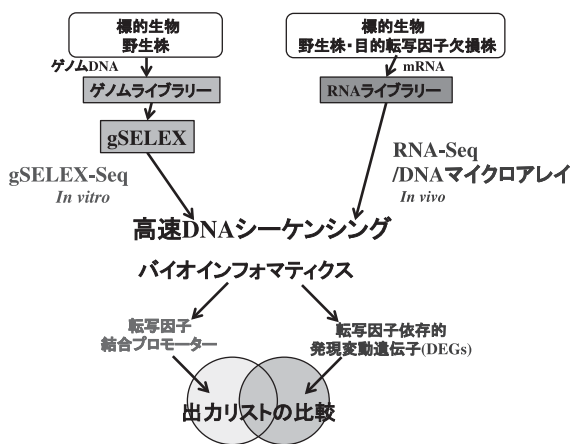 標的生物
野生株
ゲノムDNA
ゲノムライブラリー
gSELEX
gSELEX-Seq
In vitro
標的生物
野生株・目的転写因子欠損株
mRNA
RNAライブラリー
RNA-Seq
/DNAマイクロアレイ
In vivo
高速DNAシーケンシング
バイオインフォマティクス
転写因子
結合プロモーター
転写因子依存的
発現変動遺伝子(DEGs)
出力リストの比較